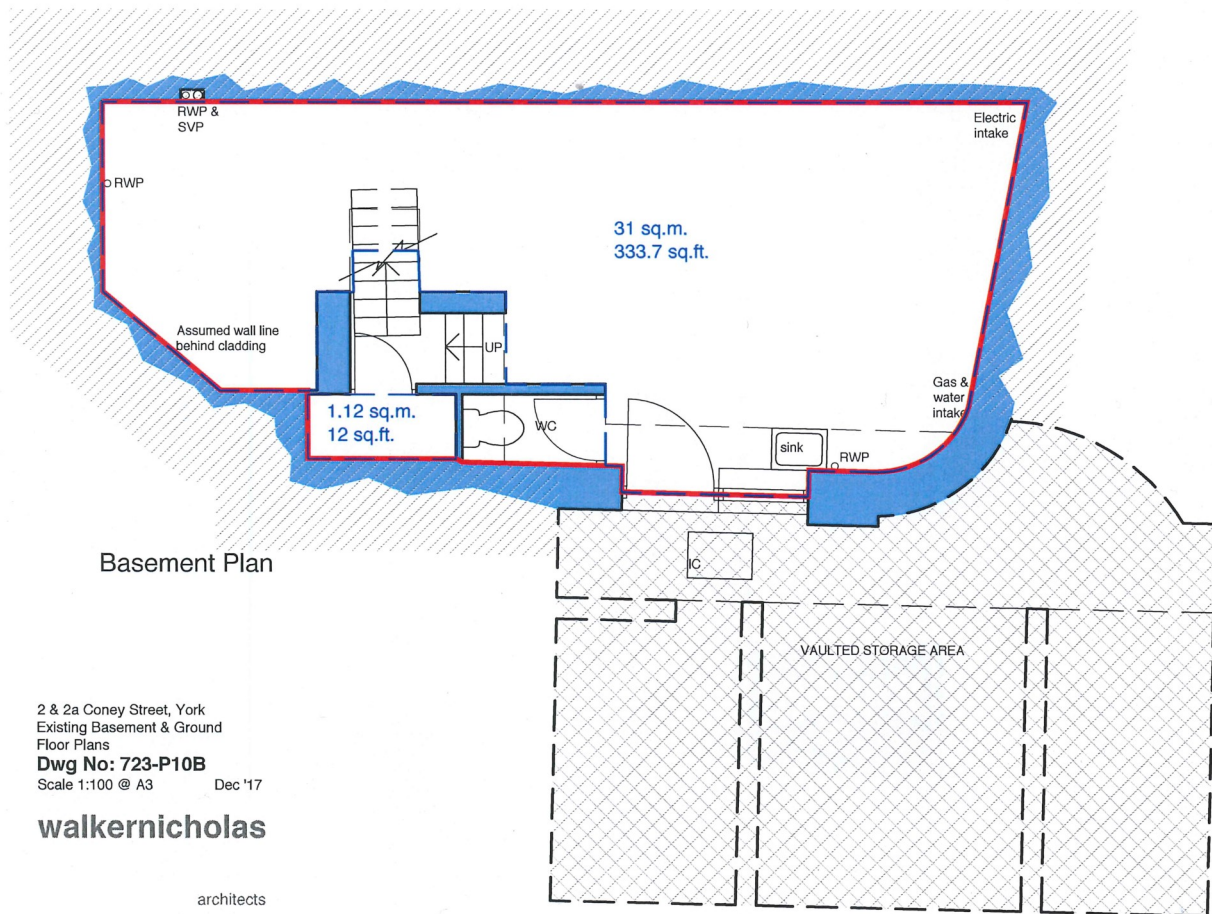 RWP &
SVP
Electric
intake
RWP
31 sq.m.
333.7 sq.ft.
Assumed wall line
behind cladding
UP
Gas &
water
intake
1.12 sq.m.
12 sq.ft.
WC
sink
RWP
Basement Plan
IC
VAULTED STORAGE AREA
2 & 2a Coney Street, York
Existing Basement & Ground
Floor Plans
Dwg No: 723-P10B
Scale 1:100 @ A3 Dec '17
walkernicholas
architects